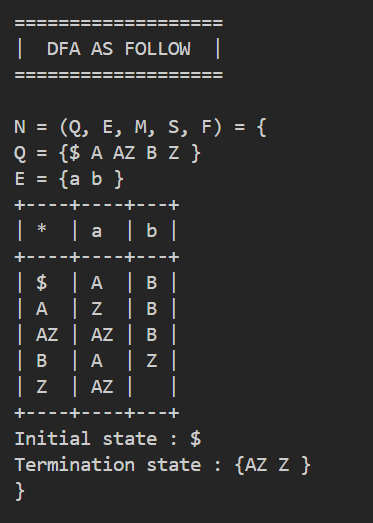 ===================
|  DFA AS FOLLOW  |
===================
N = (Q, E, M, S, F) = {
Q = {$ A AZ B Z }
E = {a b }
+----+----+---+
| *  | a  | b |
+----+----+---+
| $  | A  | B |
| A  | Z  | B |
| AZ | AZ | B |
| B  | A  | Z |
| Z  | AZ |   |
+----+----+---+
Initial state : $
Termination state : {AZ Z }
}